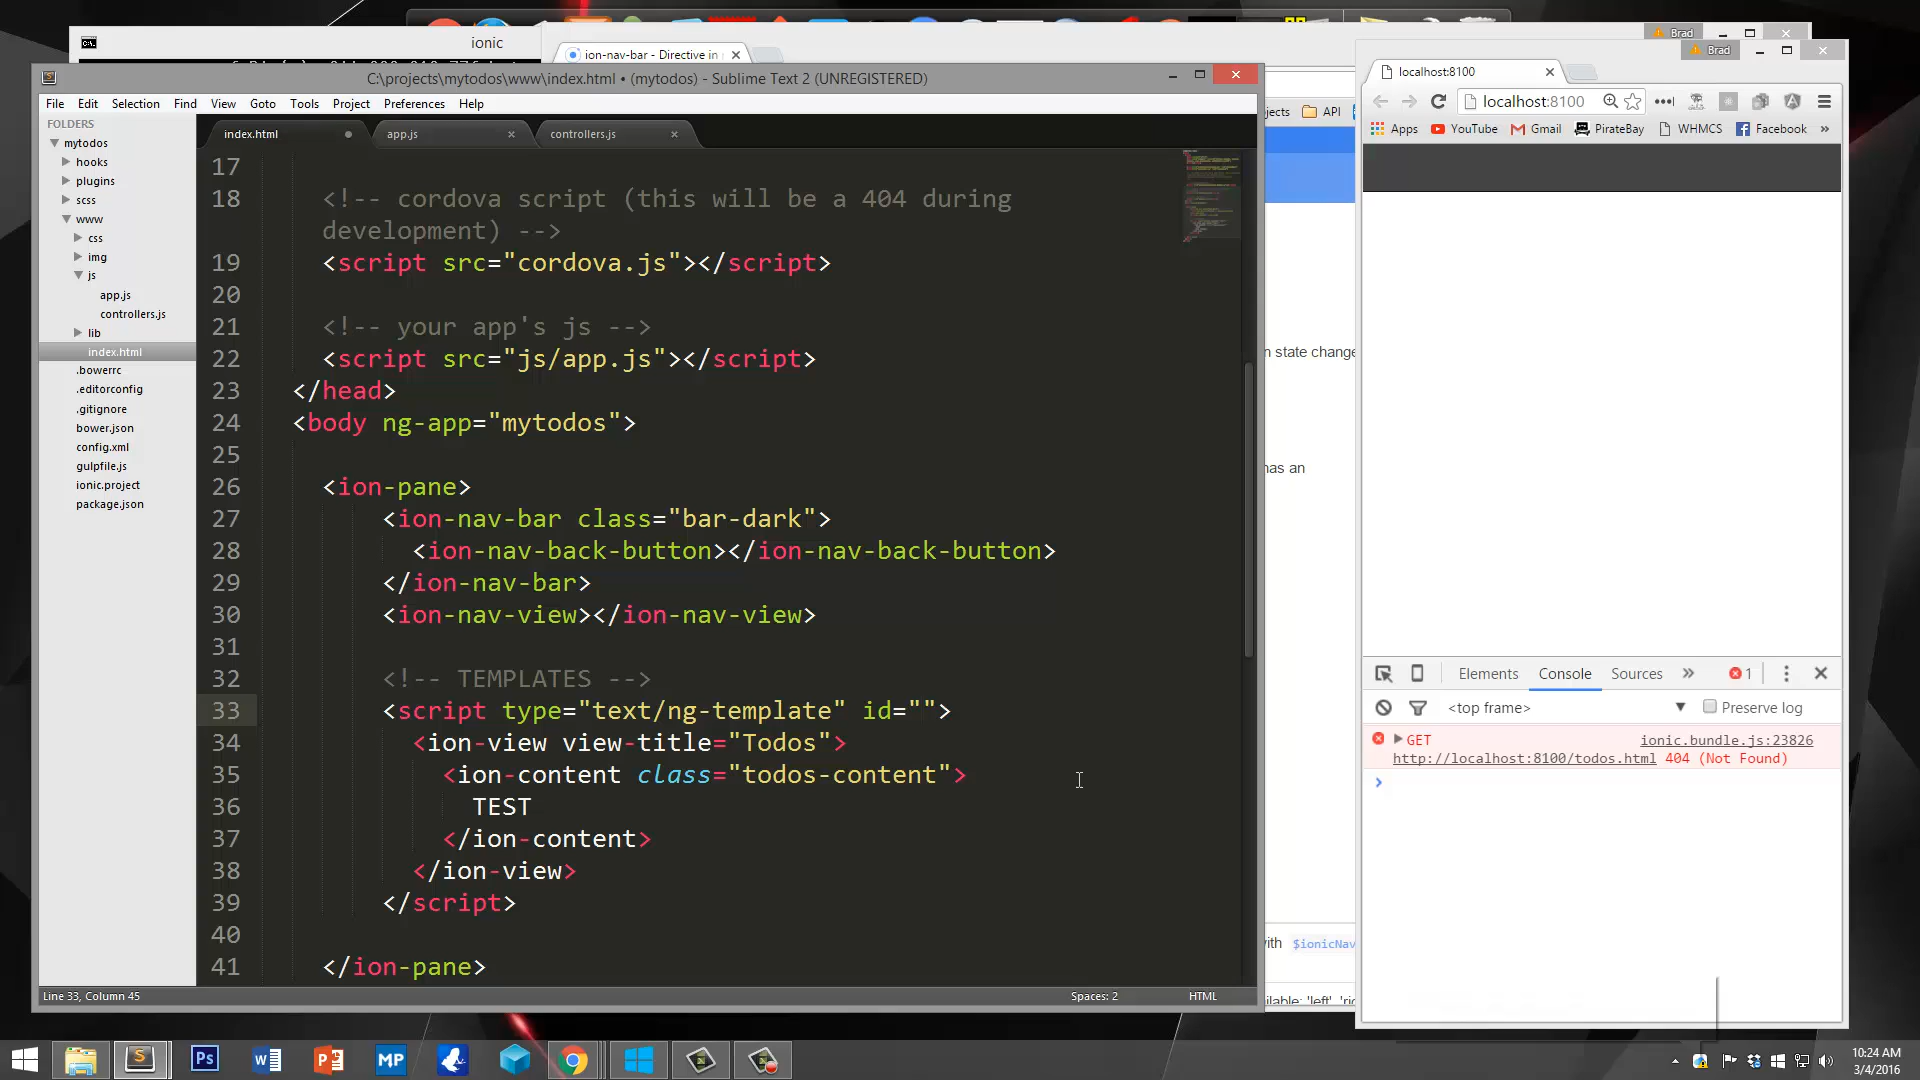 ionic
ion-nav-bar - Directive in
Brad
Brad
C:\projects\mytodos\www\index.html • (mytodos) - Sublime Text 2 (UNREGISTERED)
File Edit Selection Find View Goto Tools Project Preferences Help
FOLDERS
mytodos
hooks
plugins
scss
www
css
img
js
app.js
controllers.js
lib
index.html
.bowerrc
.editorconfig
.gitignore
bower.json
config.xml
gulpfile.js
ionic.project
package.json
index.html app.js controllers.js
17
18 <!-- cordova script (this will be a 404 during
development) -->
19 <script src="cordova.js"></script>
20
21 <!-- your app's js -->
22 <script src="js/app.js"></script>
23 </head>
24 <body ng-app="mytodos">
25
26 <ion-pane>
27 <ion-nav-bar class="bar-dark">
28 <ion-nav-back-button></ion-nav-back-button>
29 </ion-nav-bar>
30 <ion-nav-view></ion-nav-view>
31
32 <!-- TEMPLATES -->
33 <script type="text/ng-template" id="">
34 <ion-view view-title="Todos">
35 <ion-content class="todos-content">
36 TEST
37 </ion-content>
38 </ion-view>
39 </script>
40
41 </ion-pane>
Line 33, Column 45 Spaces: 2 HTML
jects API
n state change
has an
ith $ionicNav
localhost:8100
localhost:8100
Apps YouTube Gmail PirateBay WHMCS Facebook »
Elements Console Sources » 1
<top frame> Preserve log
GET ionic.bundle.js:23826
http://localhost:8100/todos.html 404 (Not Found)
10:24 AM
3/4/2016